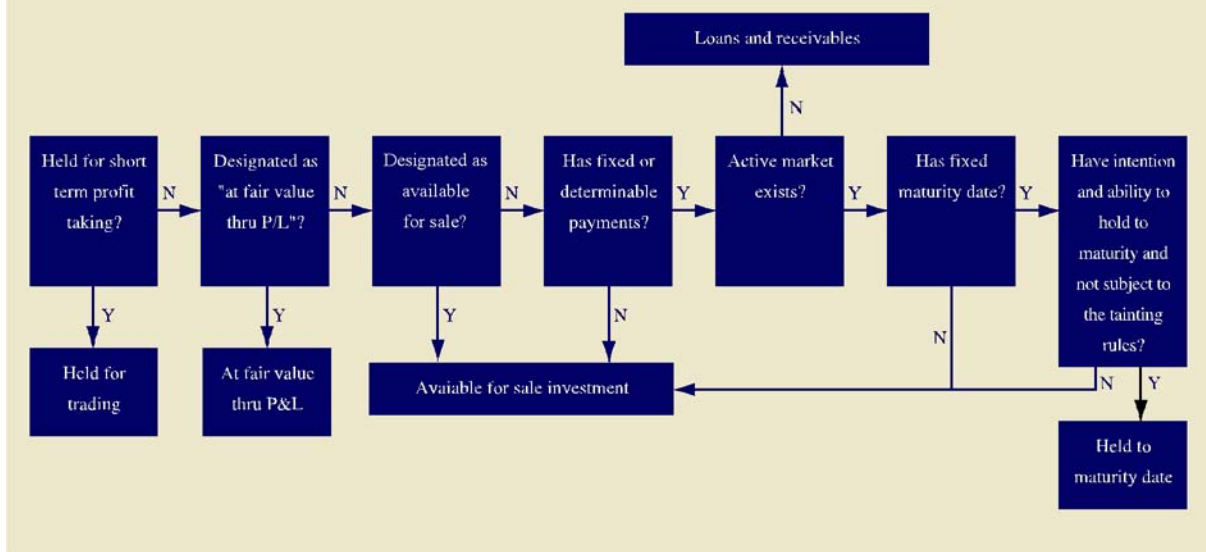 Loans and receivables
N
Held for short
term profit
taking?
N
Designated as
"at fair value
thru P/L"?
N
Designated as
available
for sale?
N
Has fixed or
determinable
payments?
Y
Active market
exists?
Y
Has fixed
maturity date?
Y
Have intention
and ability to
hold to
maturity and
not subject to
the tainting
rules?
Y
Y
Y
N
N
N
Y
Held for
trading
At fair value
thru P&L
Avaiable for sale investment
Held to
maturity date